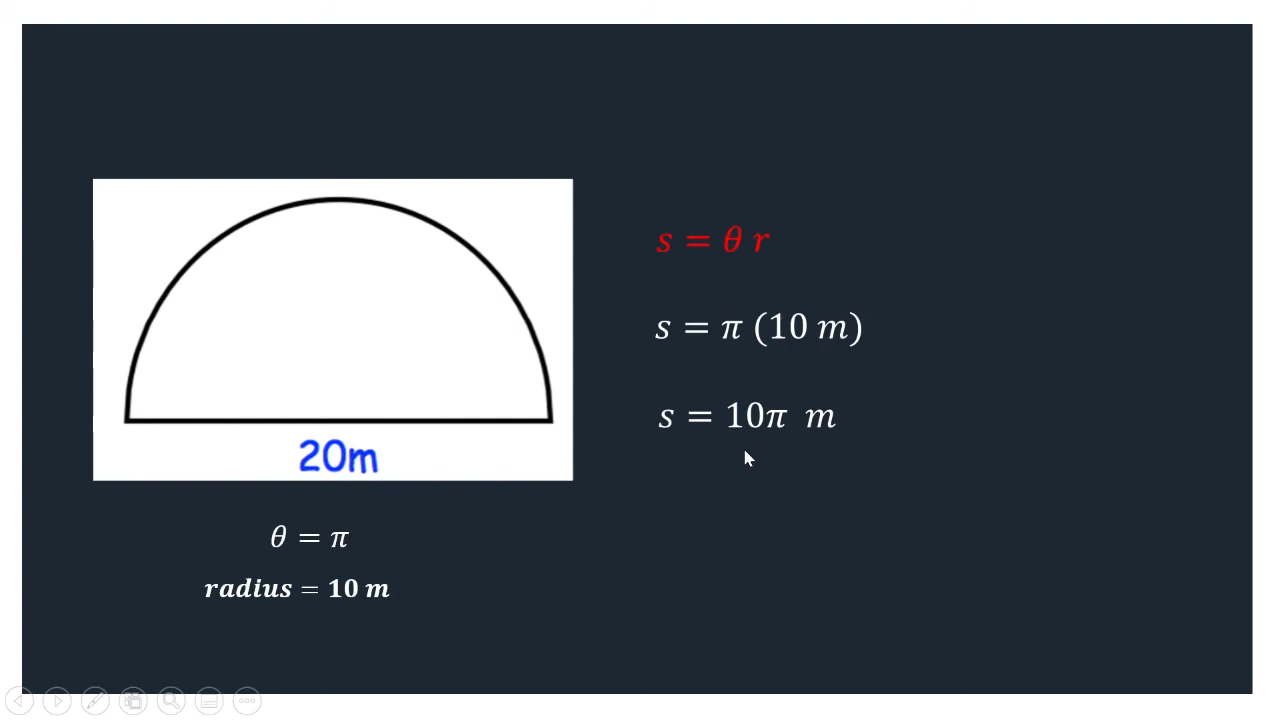 s = θ r
s = π (10 m)
s = 10π m
20m
θ = π
radius = 10 m